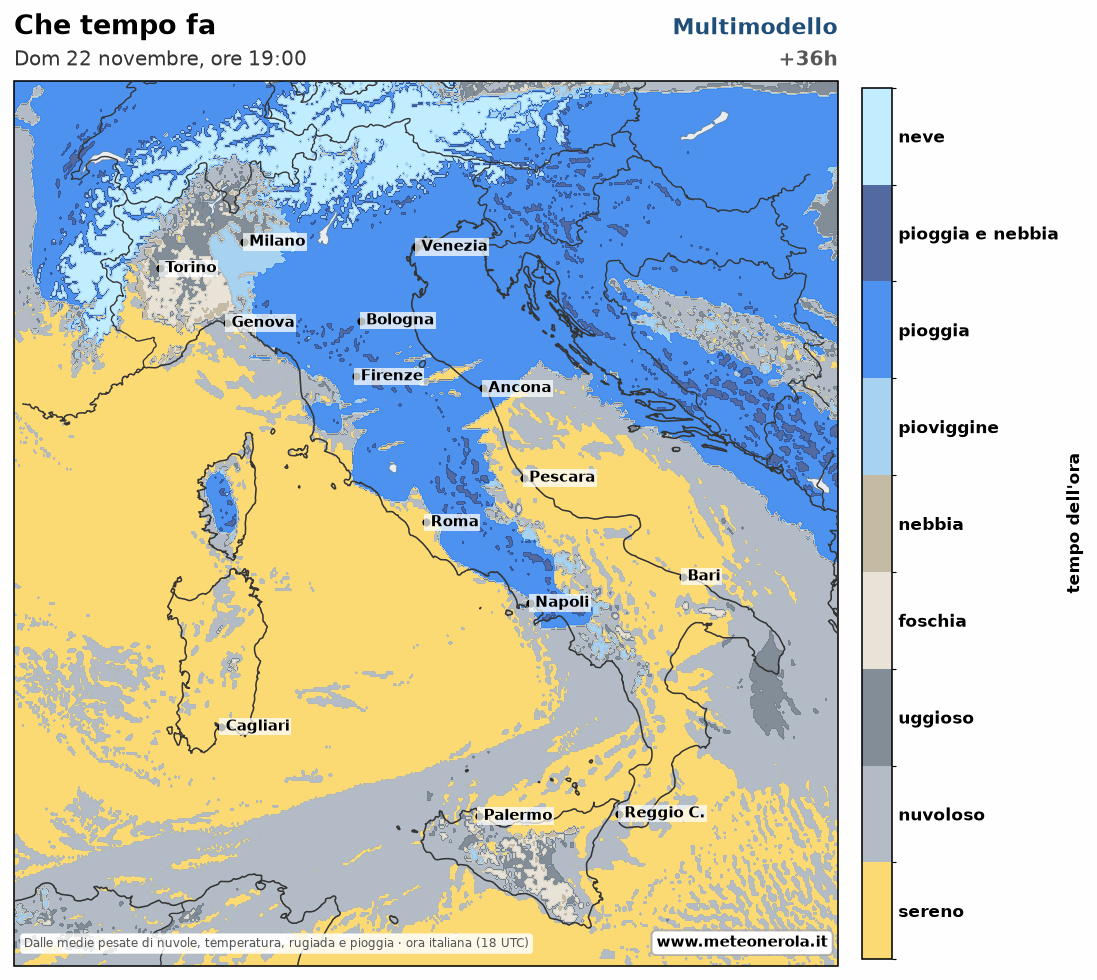 Che tempo fa
Multimodello
Dom 22 novembre, ore 19:00
+36h
neve
pioggia e nebbia
pioggia
pioviggine
nebbia
foschia
uggioso
nuvoloso
sereno
tempo dell'ora
Milano
Venezia
Torino
Genova
Bologna
Firenze
Ancona
Pescara
Roma
Bari
Napoli
Cagliari
Palermo
Reggio C.
Dalle medie pesate di nuvole, temperatura, rugiada e pioggia · ora italiana (18 UTC)
www.meteonerola.it